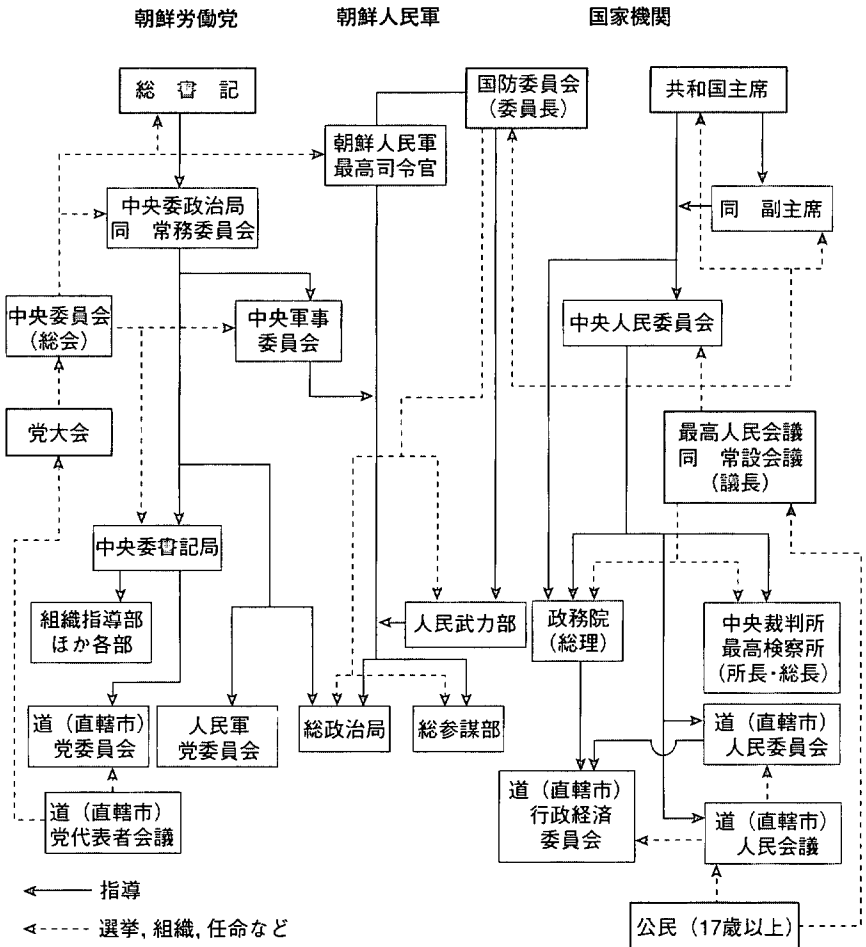 朝鮮労働党
朝鮮人民軍
国家機関
総 書 記
国防委員会
(委員長)
共和国主席
朝鮮人民軍
最高司令官
中央委政治局
同 常務委員会
同 副主席
中央委員会
(総会)
中央軍事
委員会
中央人民委員会
党大会
最高人民会議
同 常設会議
(議長)
中央委書記局
組織指導部
ほか各部
人民武力部
政務院
(総理)
中央裁判所
最高検察所
(所長・総長)
道（直轄市）
党委員会
人民軍
党委員会
総政治局
総参謀部
道（直轄市）
人民委員会
道（直轄市）
行政経済
委員会
道（直轄市）
党代表者会議
道（直轄市）
人民会議
指導
選挙, 組織, 任命など
公民（17歳以上）